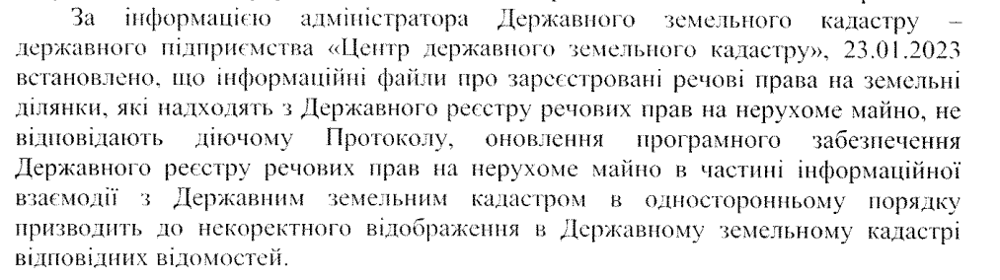 За інформацією адміністратора Державного земельного кадастру –
державного підприємства «Центр державного земельного кадастру», 23.01.2023
встановлено, що інформаційні файли про зареєстровані речові права на земельні
ділянки, які надходять з Державного реєстру речових прав на нерухоме майно, не
відповідають діючому Протоколу, оновлення програмного забезпечення
Державного реєстру речових прав на нерухоме майно в частині інформаційної
взаємодії з Державним земельним кадастром в односторонньому порядку
призводить до некоректного відображення в Державному земельному кадастрі
відповідних відомостей.